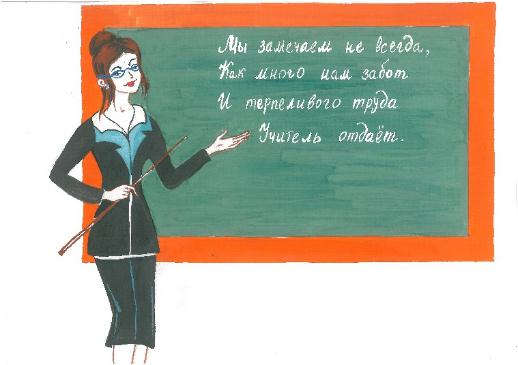 Мы замечаем не всегда,
Как много нам забот
И терпеливого труда
Учитель отдаёт.